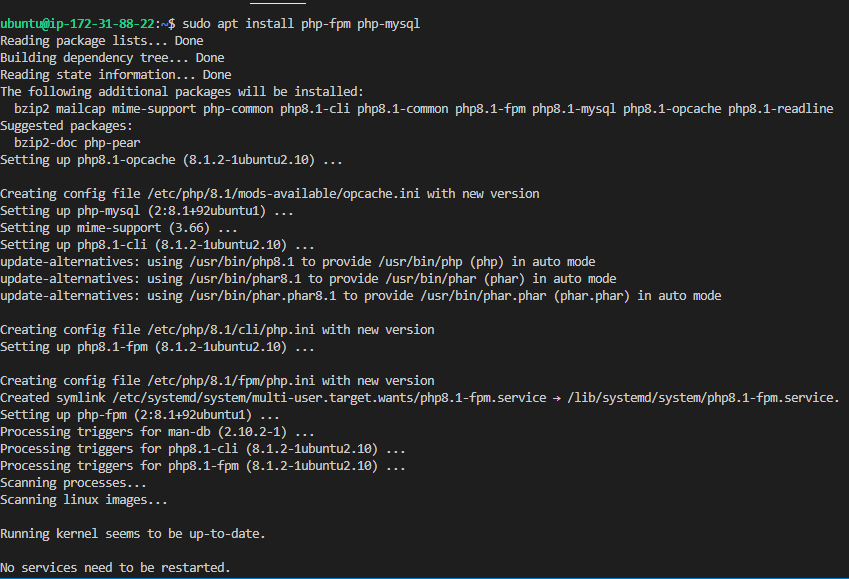 ubuntu@ip-172-31-88-22:~$ sudo apt install php-fpm php-mysql
Reading package lists... Done
Building dependency tree... Done
Reading state information... Done
The following additional packages will be installed:
  bzip2 mailcap mime-support php-common php8.1-cli php8.1-common php8.1-fpm php8.1-mysql php8.1-opcache php8.1-readline
Suggested packages:
  bzip2-doc php-pear
Setting up php8.1-opcache (8.1.2-1ubuntu2.10) ...

Creating config file /etc/php/8.1/mods-available/opcache.ini with new version
Setting up php-mysql (2:8.1+92ubuntu1) ...
Setting up mime-support (3.66) ...
Setting up php8.1-cli (8.1.2-1ubuntu2.10) ...
update-alternatives: using /usr/bin/php8.1 to provide /usr/bin/php (php) in auto mode
update-alternatives: using /usr/bin/phar8.1 to provide /usr/bin/phar (phar) in auto mode
update-alternatives: using /usr/bin/phar.phar8.1 to provide /usr/bin/phar.phar (phar.phar) in auto mode

Creating config file /etc/php/8.1/cli/php.ini with new version
Setting up php8.1-fpm (8.1.2-1ubuntu2.10) ...

Creating config file /etc/php/8.1/fpm/php.ini with new version
Created symlink /etc/systemd/system/multi-user.target.wants/php8.1-fpm.service → /lib/systemd/system/php8.1-fpm.service.
Setting up php-fpm (2:8.1+92ubuntu1) ...
Processing triggers for man-db (2.10.2-1) ...
Processing triggers for php8.1-cli (8.1.2-1ubuntu2.10) ...
Processing triggers for php8.1-fpm (8.1.2-1ubuntu2.10) ...
Scanning processes...
Scanning linux images...

Running kernel seems to be up-to-date.

No services need to be restarted.